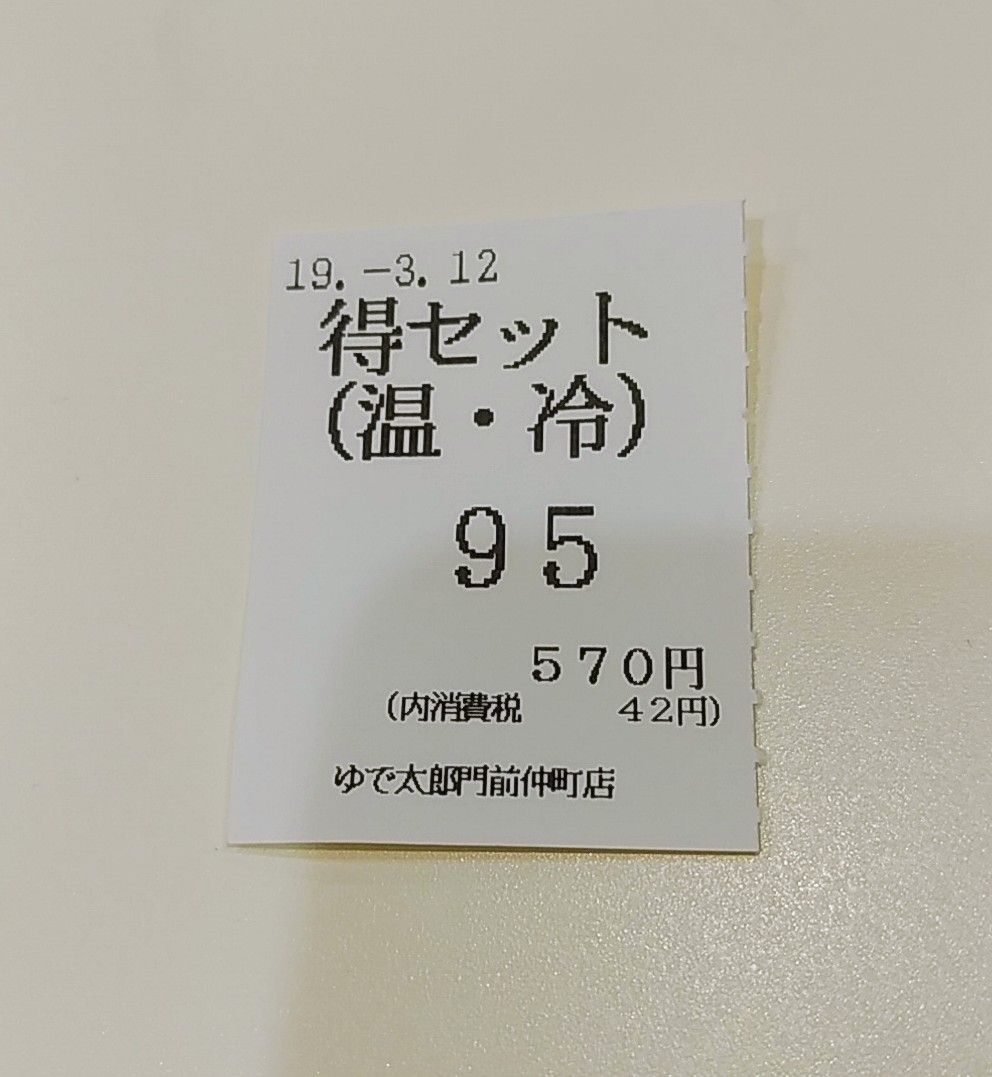 19.-3.12
得セット
(温・冷)
95
570円
(内消費税 42円)
ゆで太郎門前仲町店